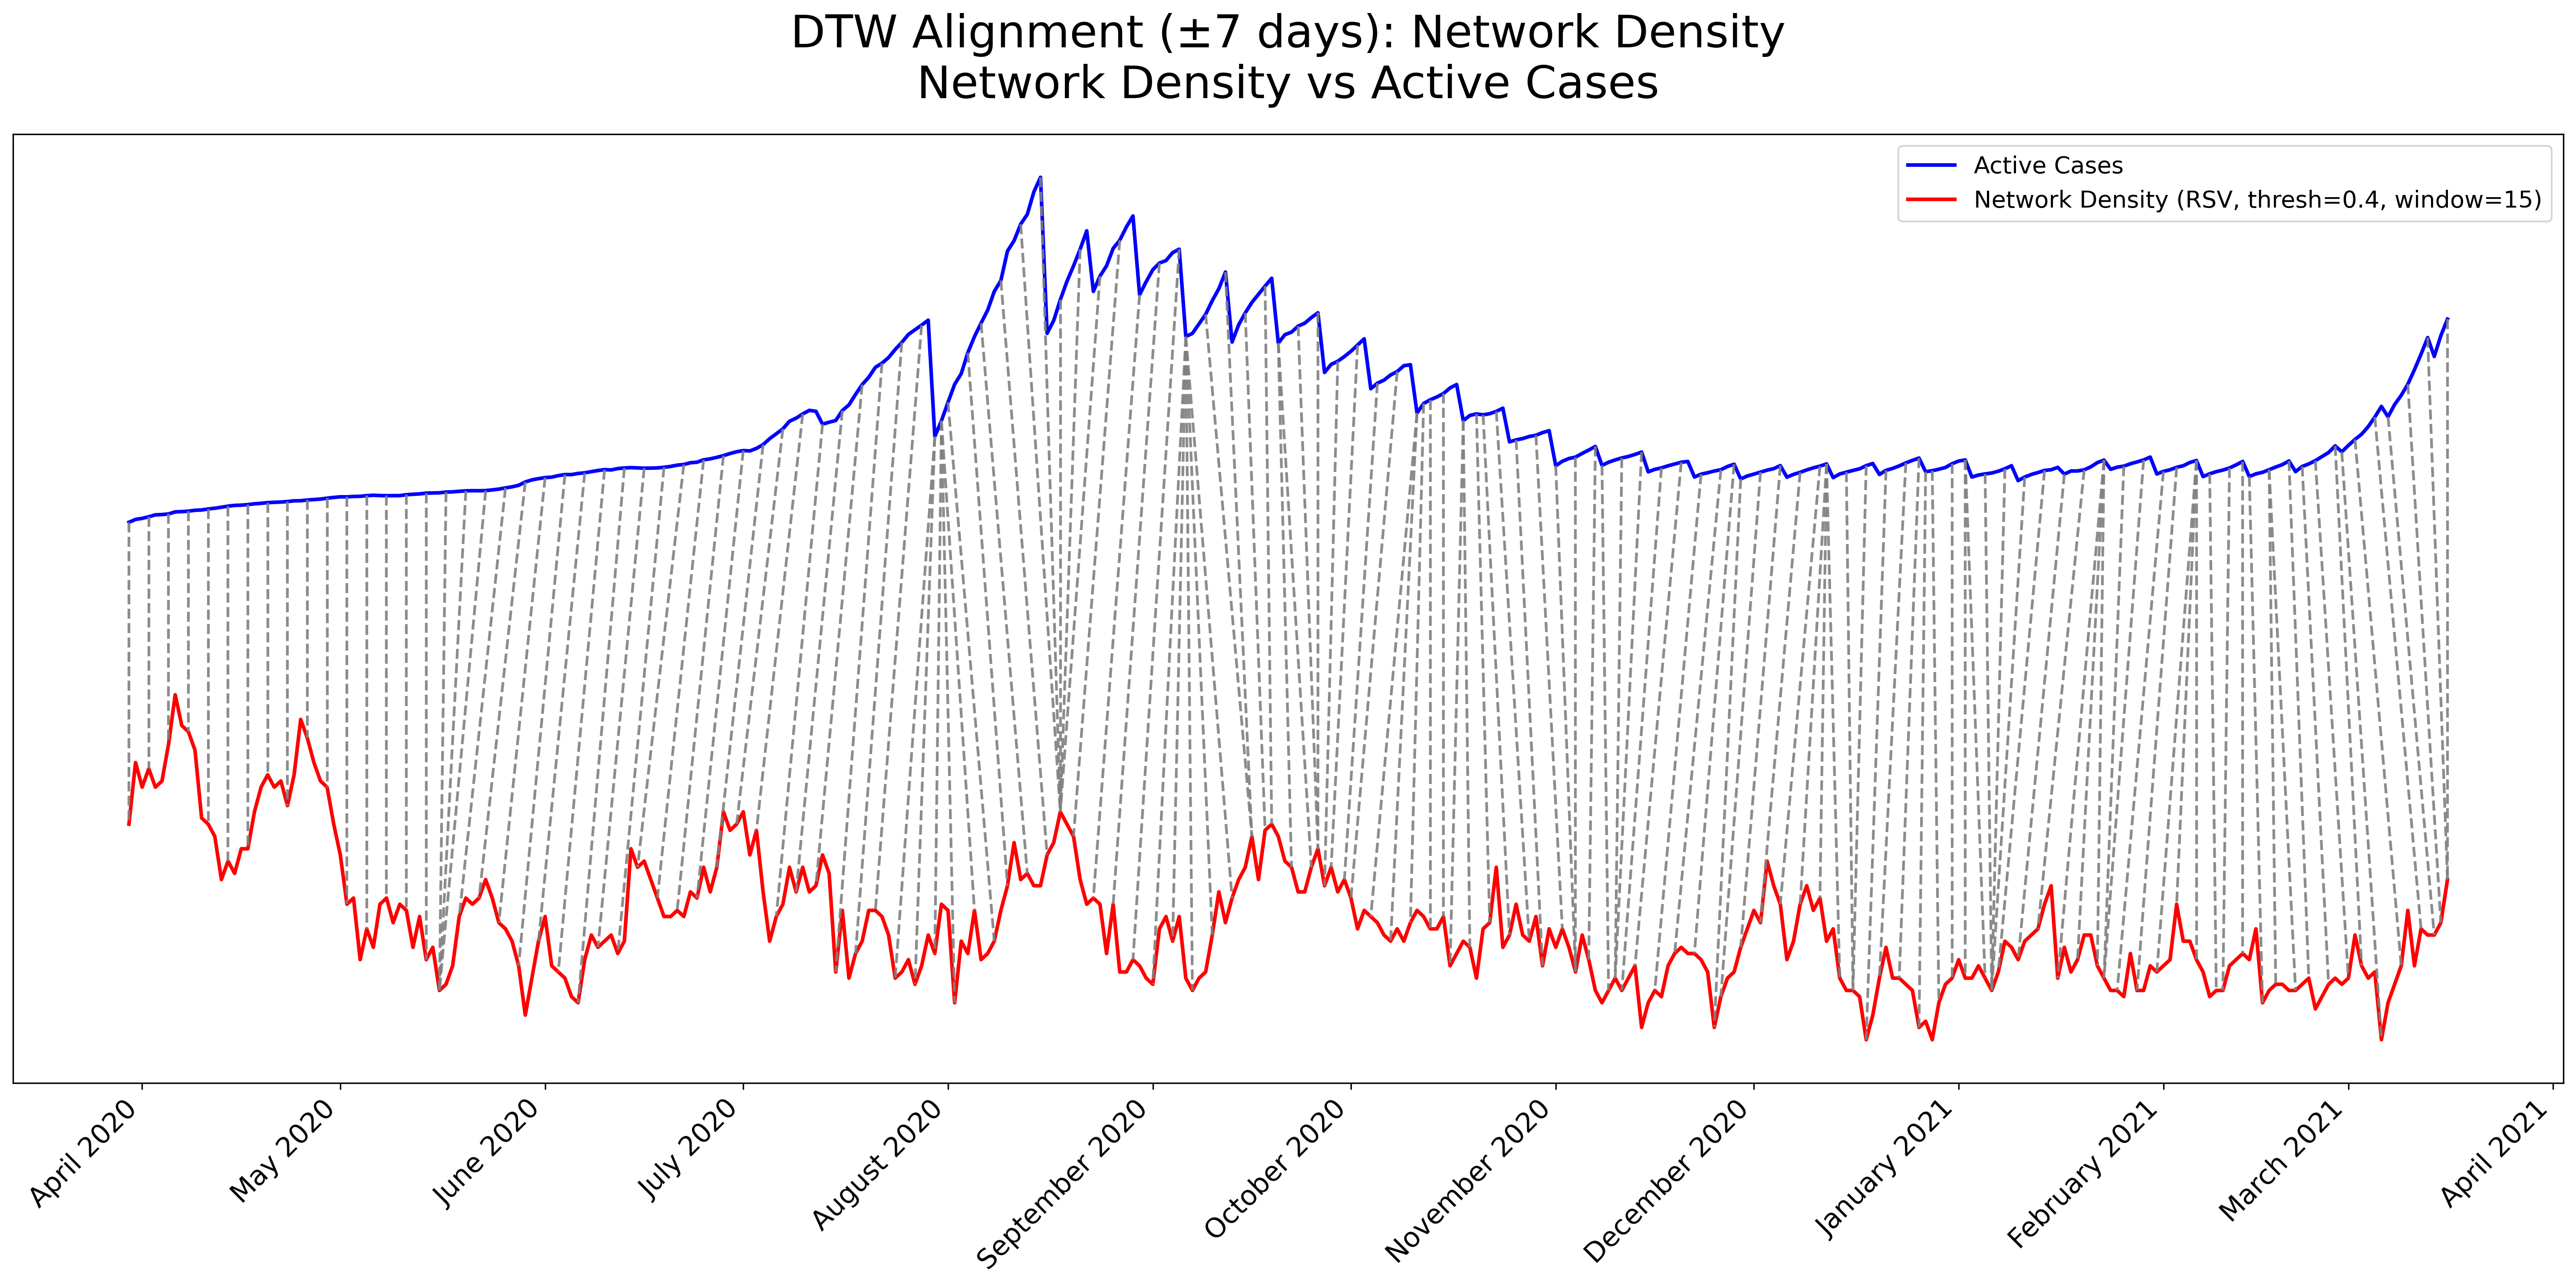 DTW Alignment (±7 days): Network Density
Network Density vs Active Cases
Active Cases
Network Density (RSV, thresh=0.4, window=15)
April 2020
May 2020
June 2020
July 2020
August 2020
September 2020
October 2020
November 2020
December 2020
January 2021
February 2021
March 2021
April 2021